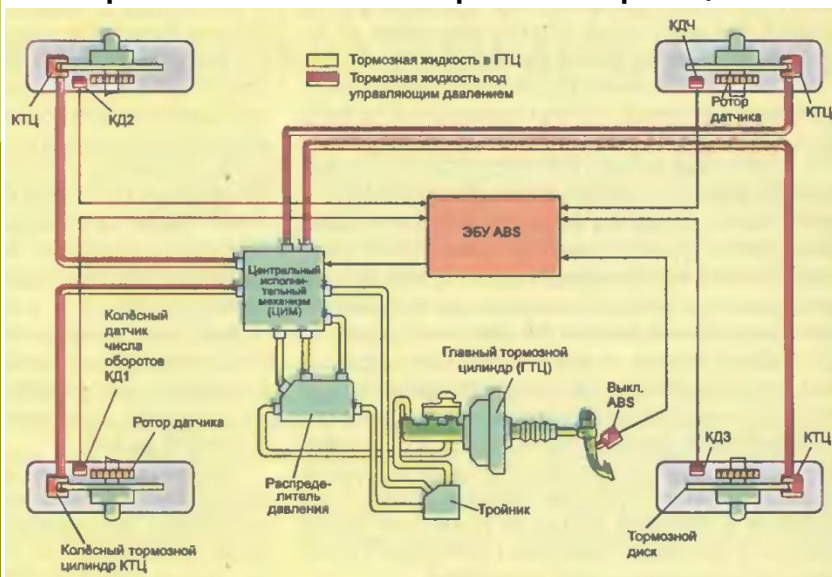 Тормозная жидкость в ГТЦ
Тормозная жидкость под
управляющим давлением
КТЦ
КД2
КДЧ
Ротор
датчика
КТЦ
ЭБУ ABS
Центральный
исполни-
тельный
механизм
(ЦИМ)
Колёсный
датчик
числа
оборотов
КД1
Ротор датчика
Главный тормозной
цилиндр (ГТЦ)
Выкл.
ABS
КД3
КТЦ
Распреде-
литель
давления
Тройник
Тормозной
диск
Колёсный тормозной
цилиндр КТЦ